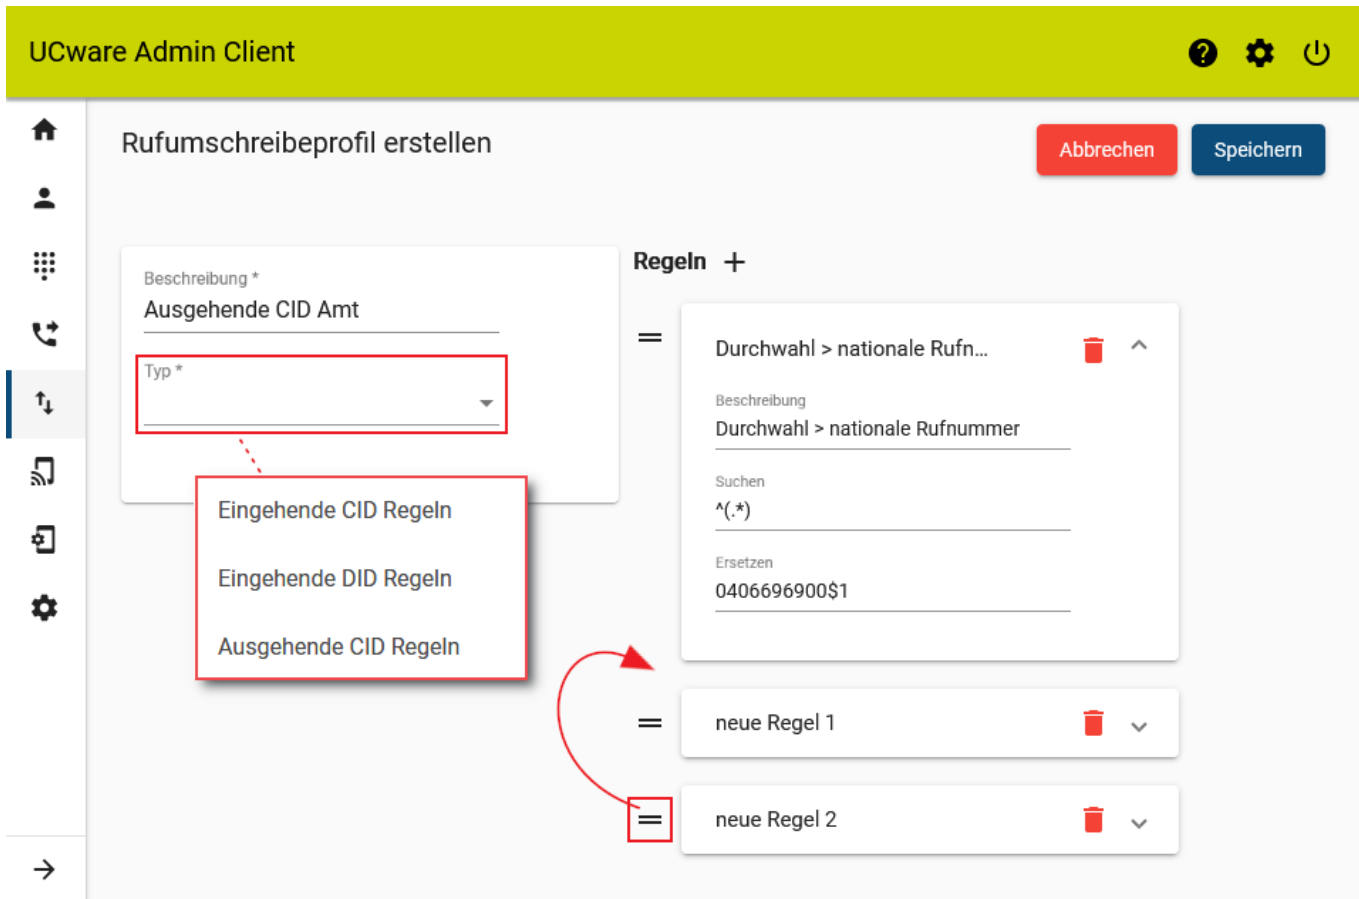 UCware Admin Client
Rufumschreibeprofil erstellen
Abbrechen
Speichern
Beschreibung *
Ausgehende CID Amt
Typ *
Eingehende CID Regeln
Eingehende DID Regeln
Ausgehende CID Regeln
Regeln
Durchwahl > nationale Rufn...
Beschreibung
Durchwahl > nationale Rufnummer
Suchen
^(.*)
Ersetzen
0406696900$1
neue Regel 1
neue Regel 2